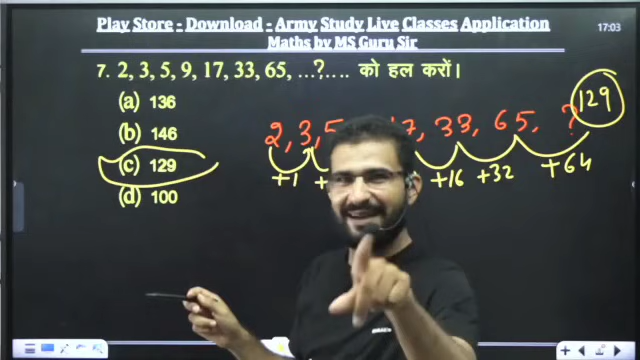 Play Store - Download - Army Study Live Classes Application
Maths by MS Guru Sir
17:03
7. 2, 3, 5, 9, 17, 33, 65, ...?.... को हल करों।
(a) 136
(b) 146
(c) 129
(d) 100
2, 3, 5 17, 33, 65, ? 129
+1 + +16 +32 +64